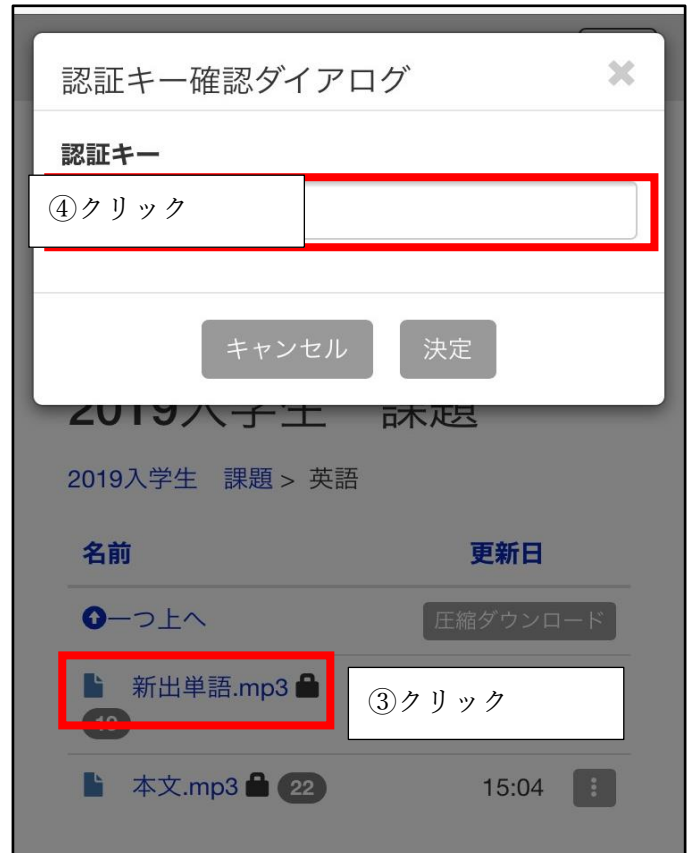 認証キー確認ダイアログ ×
認証キー
④クリック
キャンセル 決定
2019入学生 課題
2019入学生 課題 > 英語
名前 更新日
一つ上へ 圧縮ダウンロード
新出単語.mp3
③クリック
本文.mp3 22 15:04